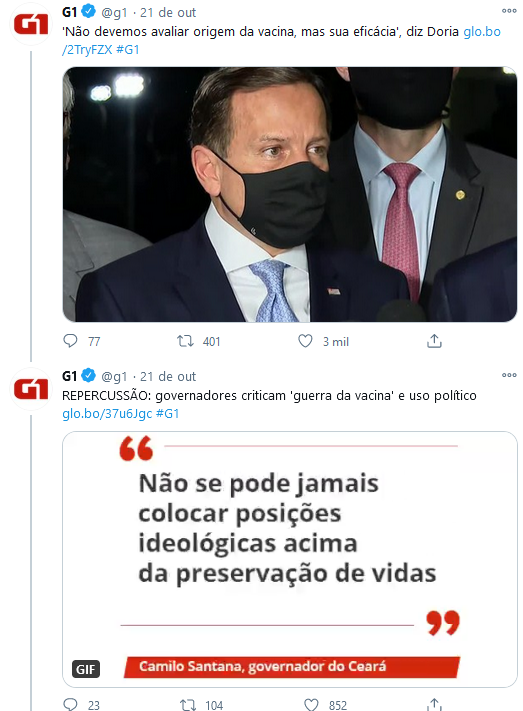 G1 @g1 · 21 de out
'Não devemos avaliar origem da vacina, mas sua eficácia', diz Doria glo.bo
/2TryFZX #G1
77 401 3 mil
G1
G1 @g1 · 21 de out
REPERCUSSÃO: governadores criticam 'guerra da vacina' e uso político
glo.bo/37u6Jgc #G1
G1
“
Não se pode jamais
colocar posições
ideológicas acima
da preservação de vidas
”
GIF
Camilo Santana, governador do Ceará
23 104 852